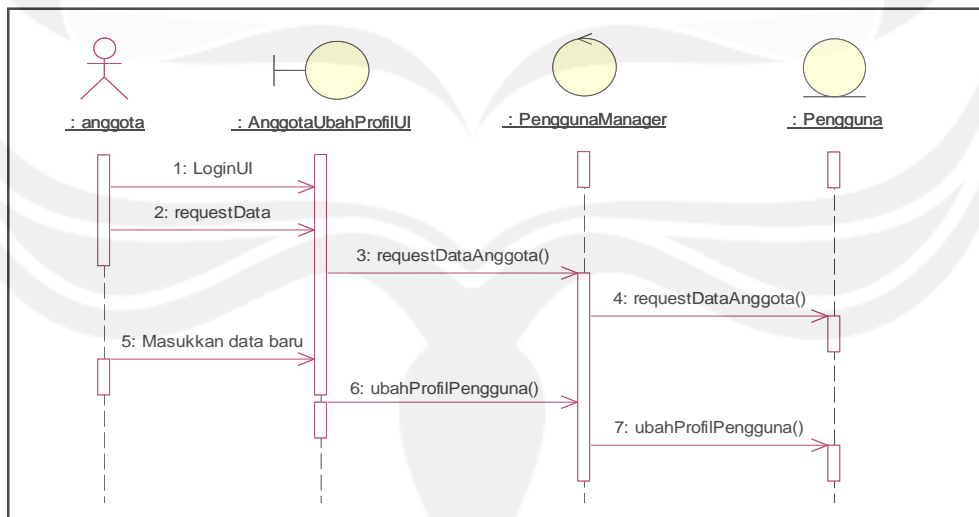 : anggota
: AnggotaUbahProfilUI
: PenggunaManager
: Pengguna
1: LoginUI
2: requestData
3: requestDataAnggota()
4: requestDataAnggota()
5: Masukkan data baru
6: ubahProfilPengguna()
7: ubahProfilPengguna()